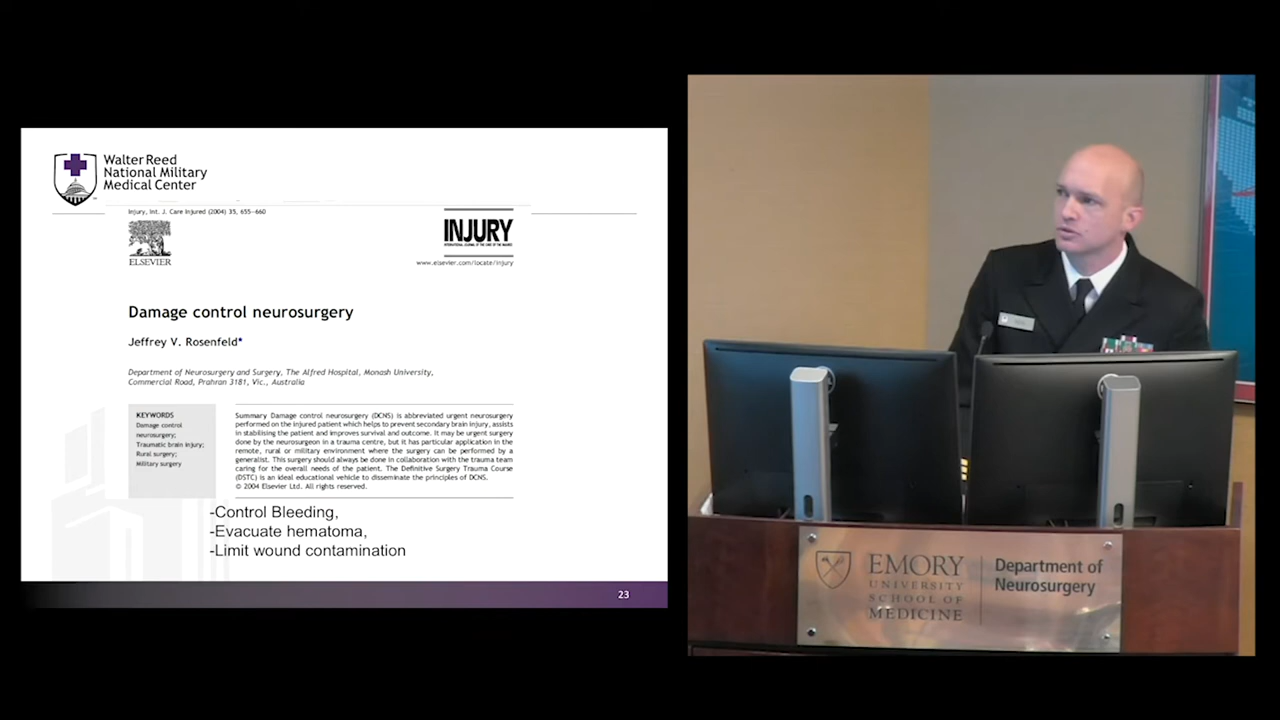 Walter Reed
National Military
Medical Center
Injury, Int. J. Care Injured (2004) 35, 655—660
ELSEVIER
INJURY
www.elsevier.com/locate/injury
Damage control neurosurgery
Jeffrey V. Rosenfeld*
Department of Neurosurgery and Surgery, The Alfred Hospital, Monash University,
Commercial Road, Prahran 3181, Vic., Australia
KEYWORDS
Damage control
neurosurgery;
Traumatic brain injury;
Rural surgery;
Military surgery
Summary Damage control neurosurgery (DCNS) is abbreviated urgent neurosurgery
performed on the injured patient which helps to prevent secondary brain injury, assists
in stabilising the patient and improves survival and outcome. It may be urgent surgery
done by the neurosurgeon in a trauma centre, but it has particular application in the
remote, rural or military environment where the surgery can be performed by a
generalist. This surgery should always be done in collaboration with the trauma team
caring for the overall needs of the patient. The Definitive Surgery Trauma Course
(DSTC) is an ideal educational vehicle to disseminate the principles of DCNS.
© 2004 Elsevier Ltd. All rights reserved.
-Control Bleeding,
-Evacuate hematoma,
-Limit wound contamination
23
EMORY
UNIVERSITY
SCHOOL OF
MEDICINE
Department of
Neurosurgery